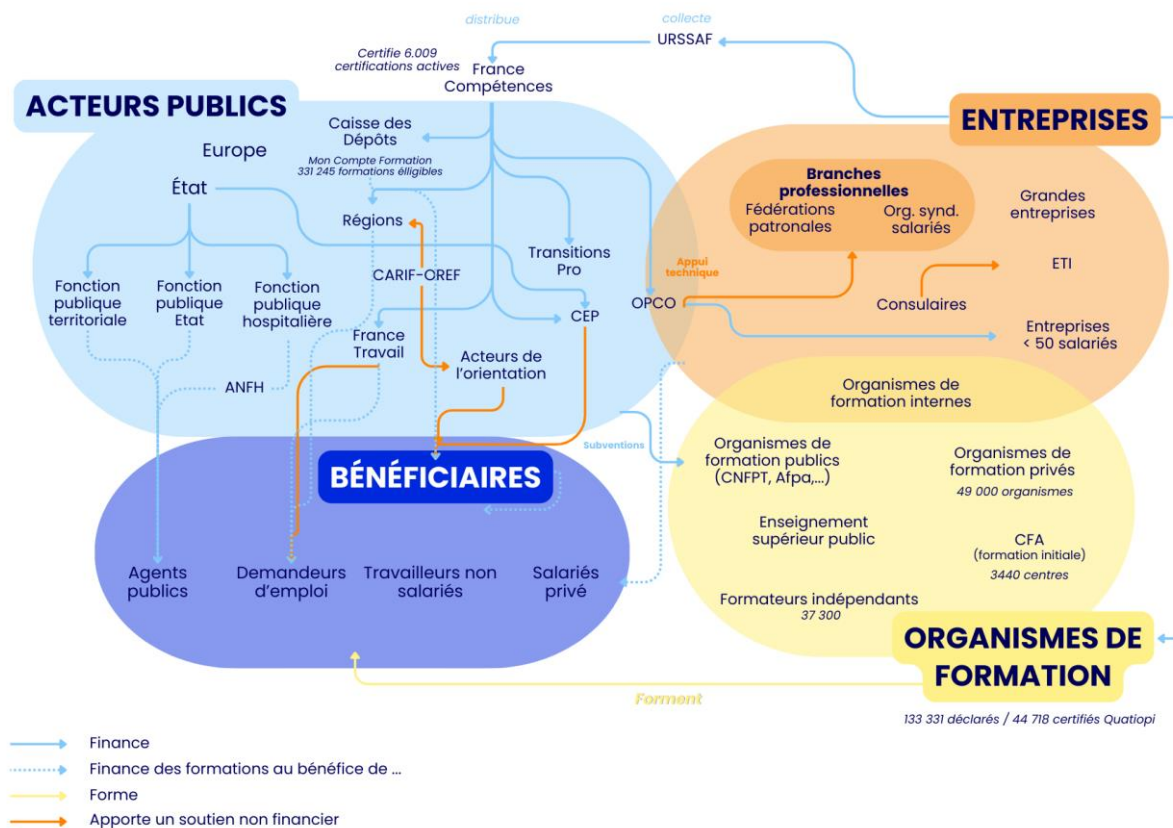 distribue
collecte
URSSAF
Certifie 6.009
certifications actives
France
Compétences
ACTEURS PUBLICS
ENTREPRISES
Caisse des
Dépôts
Europe
Mon Compte Formation
331 245 formations élligibles
État
Régions
Branches
professionnelles
Fédérations
patronales
Org. synd.
salariés
Grandes
entreprises
Transitions
Pro
CARIF-OREF
Appui
technique
ETI
Fonction
publique
territoriale
Fonction
publique
Etat
Fonction
publique
hospitalière
OPCO
Consulaires
CEP
France
Travail
Entreprises
< 50 salariés
Acteurs de
l'orientation
ANFH
Organismes de
formation internes
Subventions
BÉNÉFICIAIRES
Organismes de
formation publics
(CNFPT, Afpa,...)
Organismes de
formation privés
49 000 organismes
Enseignement
supérieur public
CFA
(formation initiale)
3440 centres
Agents
publics
Demandeurs
d'emploi
Travailleurs non
salariés
Salariés
privé
Formateurs indépendants
37 300
ORGANISMES DE
FORMATION
Forment
133 331 déclarés / 44 718 certifiés Quatiopi
Finance
Finance des formations au bénéfice de ...
Forme
Apporte un soutien non financier